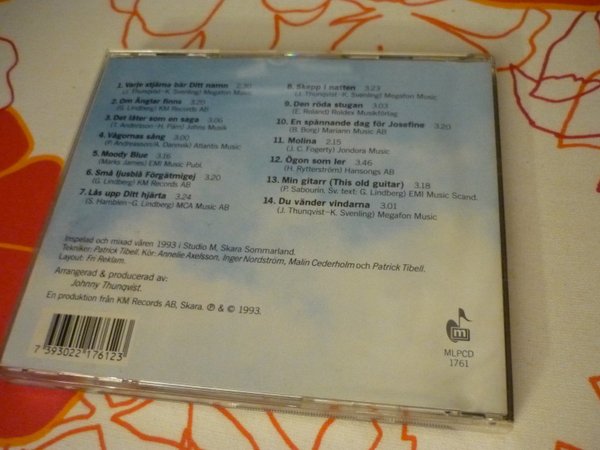 1. Varje stjärna bär Ditt namn 2.30
(J. Thunqvist-K. Svenling) Megafon Music
2. Om Änglar finns 3.20
(G. Lindberg) KM Records AB
3. Det låter som en saga 3.06
(T. Andersson-H. Plam) Jahns Musik
4. Vågornas sång 3.00
(P. Andreasson/A. Darmski) Atlantis Music
5. Moody Blue 3.16
(Marks James) EMI Music Publ.
6. Små ljusblå Förgätmigej 3.20
(G. Lindberg) KM Records AB
7. Lås upp Ditt hjärta 3.24
(S. Hamblen-G. Lindberg) MCA Music AB
8. Skepp i natten 3.23
(J. Thunqvist-K. Svenling) Megafon Music
9. Den röda stugan 3.03
(E. Roland) Roidex Musikförlag
10. En spännande dag för Josefine 3.20
(B. Borg) Mariann Music AB
11. Molina 2.15
(J. C. Fogerty) Jondora Music
12. Ögon som ler 3.46
(H. Rytterström) Hansongs AB
13. Min gitarr (This old guitar) 3.18
(P. Sabourin, Sv. text: G. Lindberg) EMI Music Scand.
14. Du vänder vindarna 3.01
(J. Thunqvist-K. Svenling) Megafon Music
Inspelad och mixad våren 1993 i Studio M, Skara Sommarland.
Tekniker: Patrick Tibell. Kör: Annelie Axelsson, Inger Nordström, Malin Cederholm och Patrick Tibell.
Layout: Fri Reklam.
Arrangerad & producerad av:
Johnny Thunqvist.
En produktion från KM Records AB, Skara. ℗ & © 1993.
7 393022 176123
m
MLPCD
1761